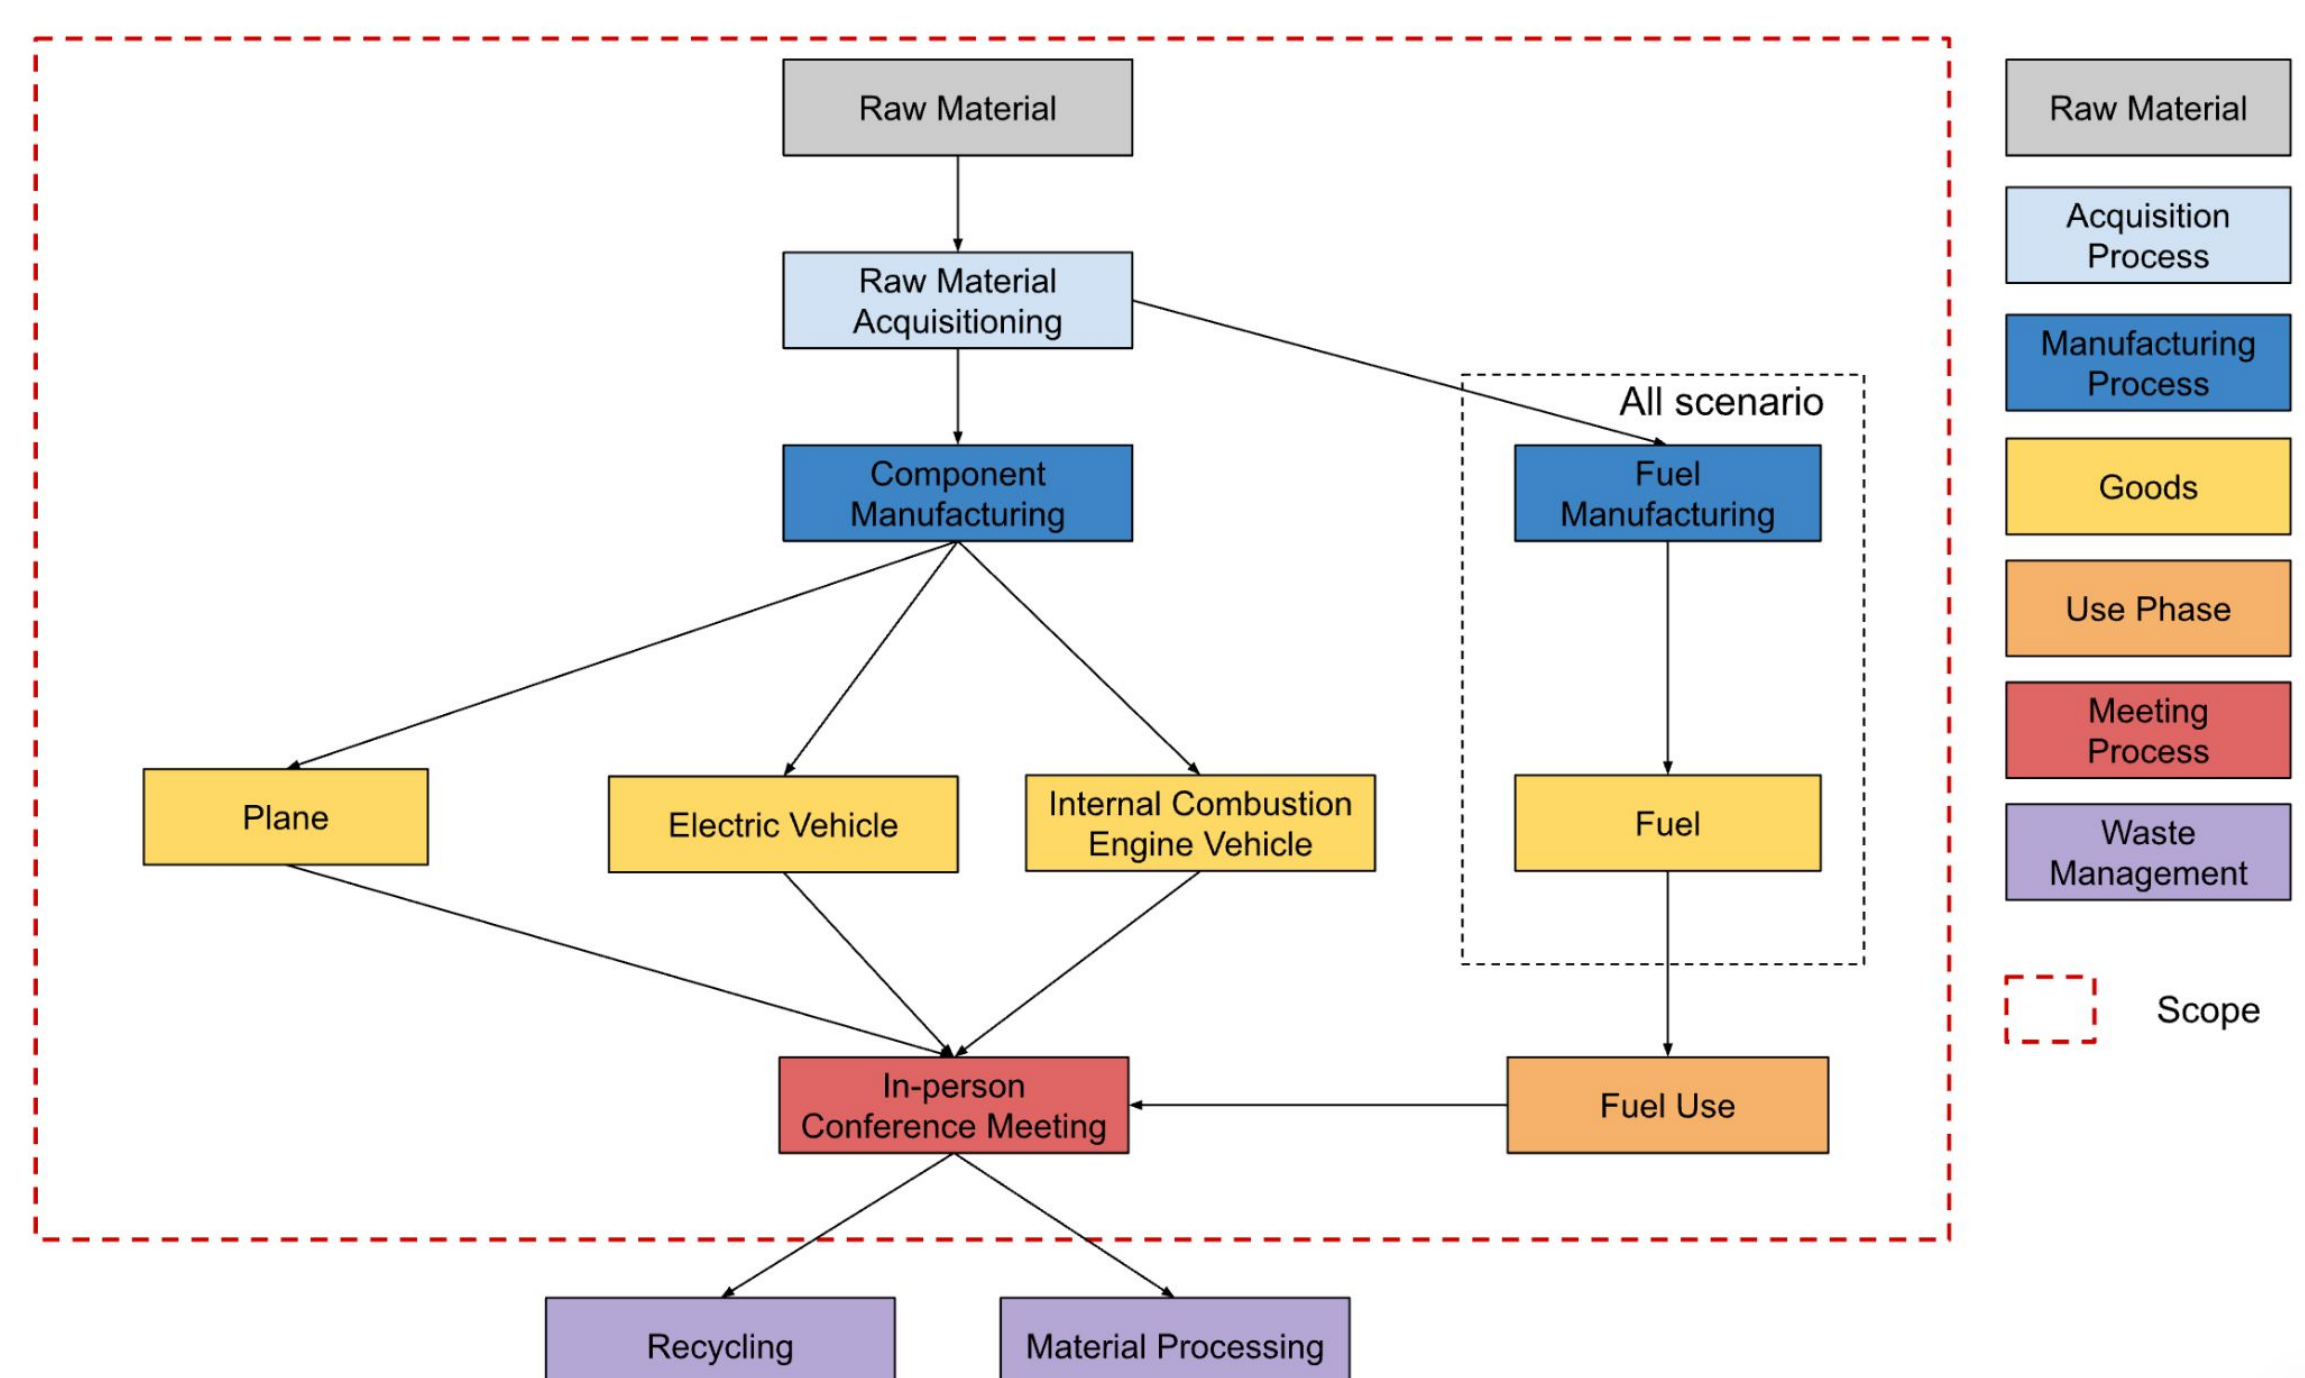 Raw Material
Raw Material
Acquisitioning
All scenario
Component
Manufacturing
Fuel
Manufacturing
Plane
Electric Vehicle
Internal Combustion
Engine Vehicle
Fuel
In-person
Conference Meeting
Fuel Use
Recycling
Material Processing
Raw Material
Acquisition
Process
Manufacturing
Process
Goods
Use Phase
Meeting
Process
Waste
Management
Scope